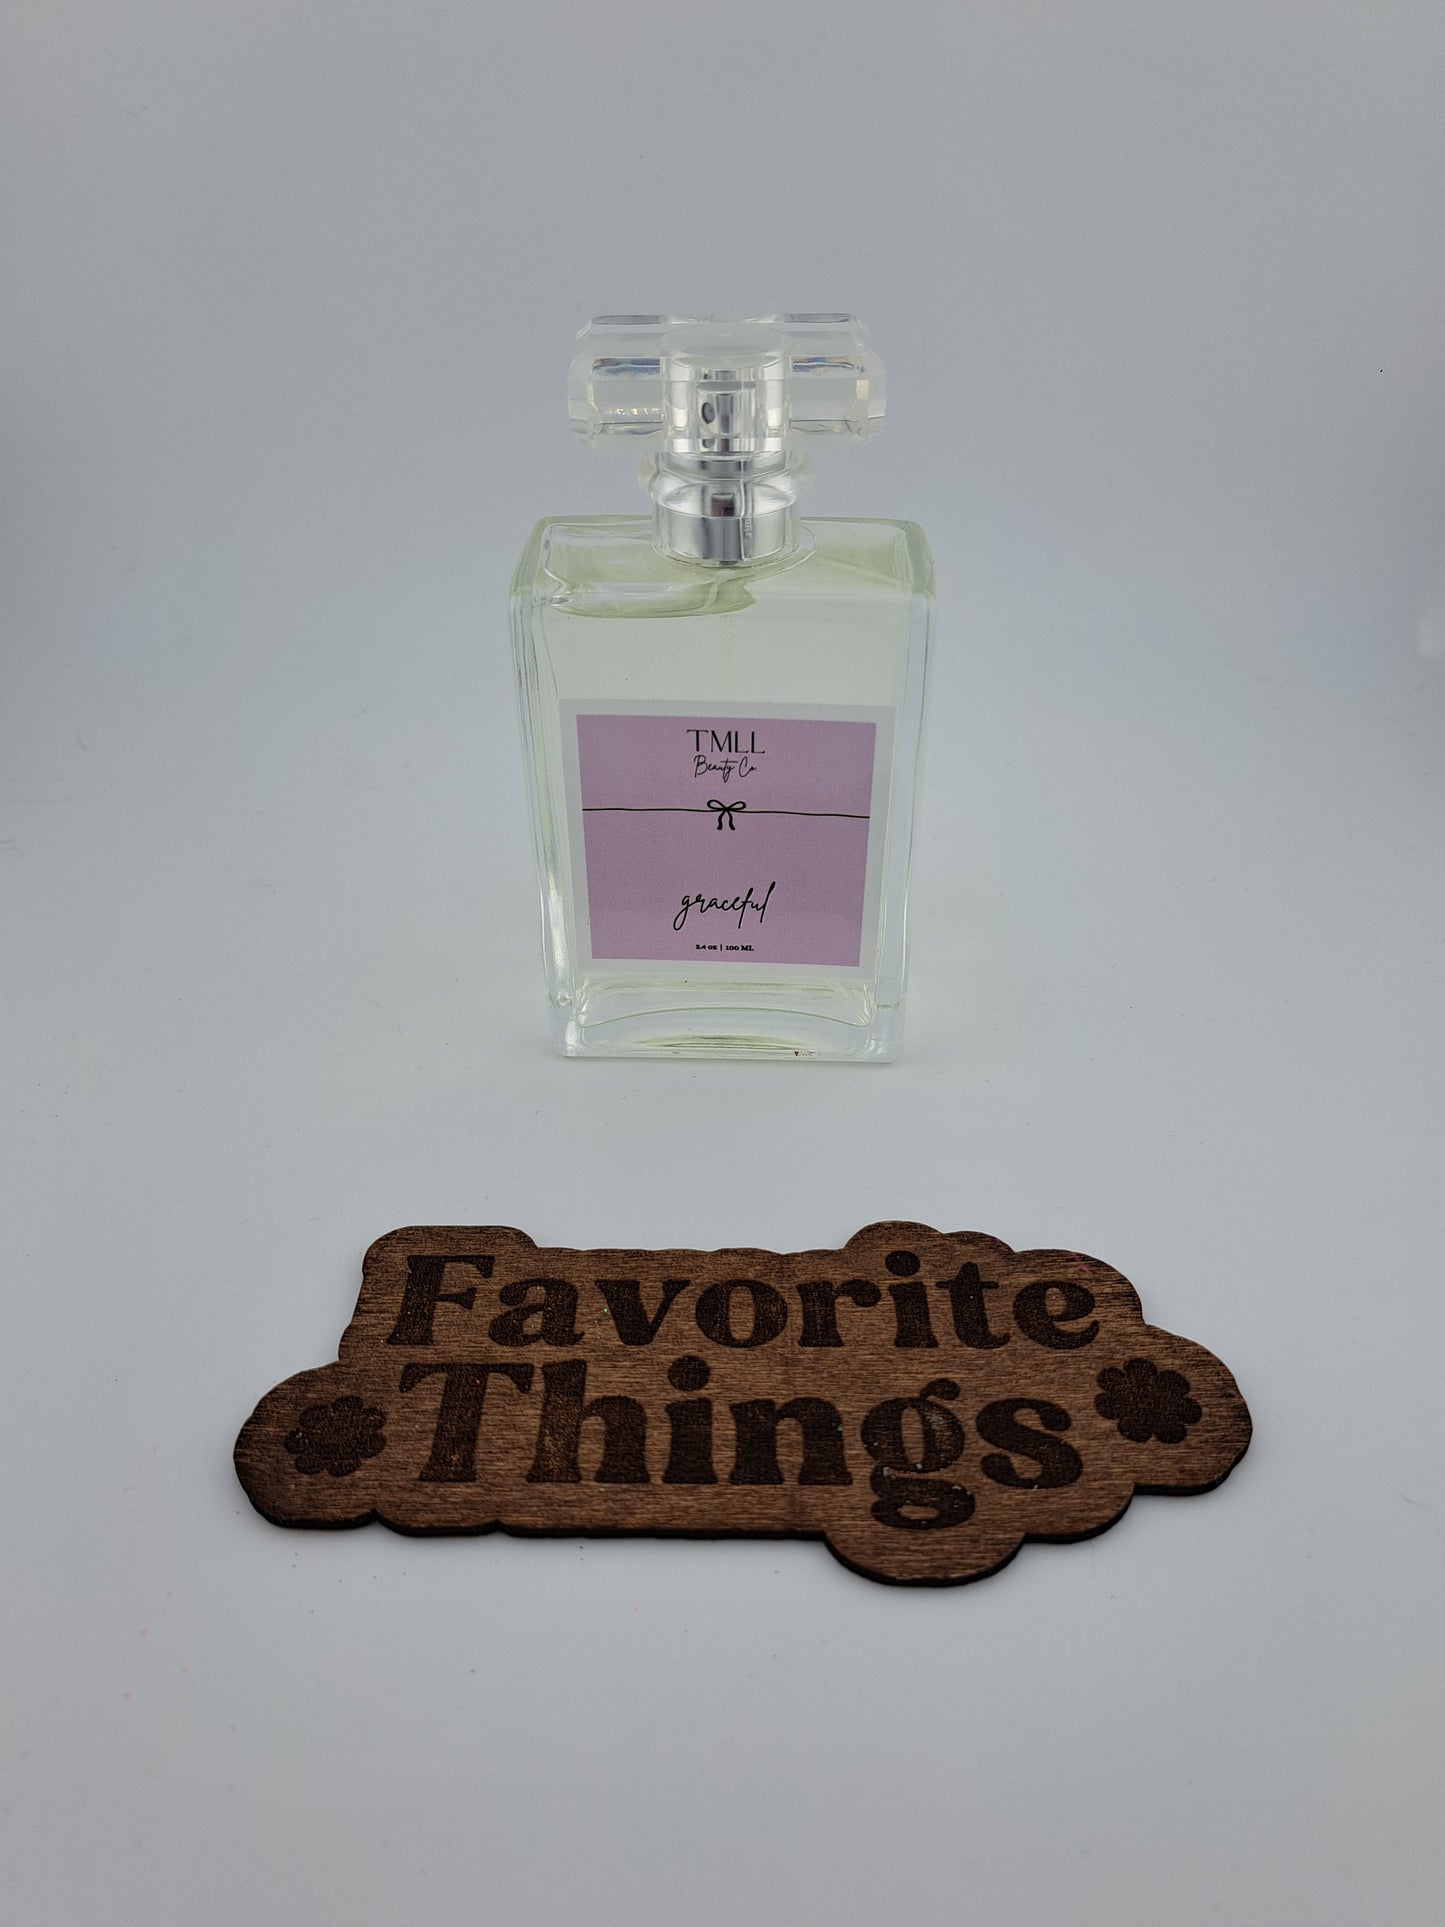 TMLL
Beauty Co.
graceful
3.4 oz | 100 ML
Favorite
Things